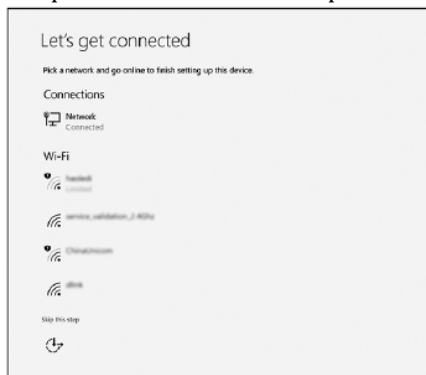 Let's get connected
Pick a network and go online to finish setting up this device.
Connections
Network
Connected
Wi-Fi
Limited
service_validation_2.4Ghz
ChinaUnicom
dlink
Skip this step